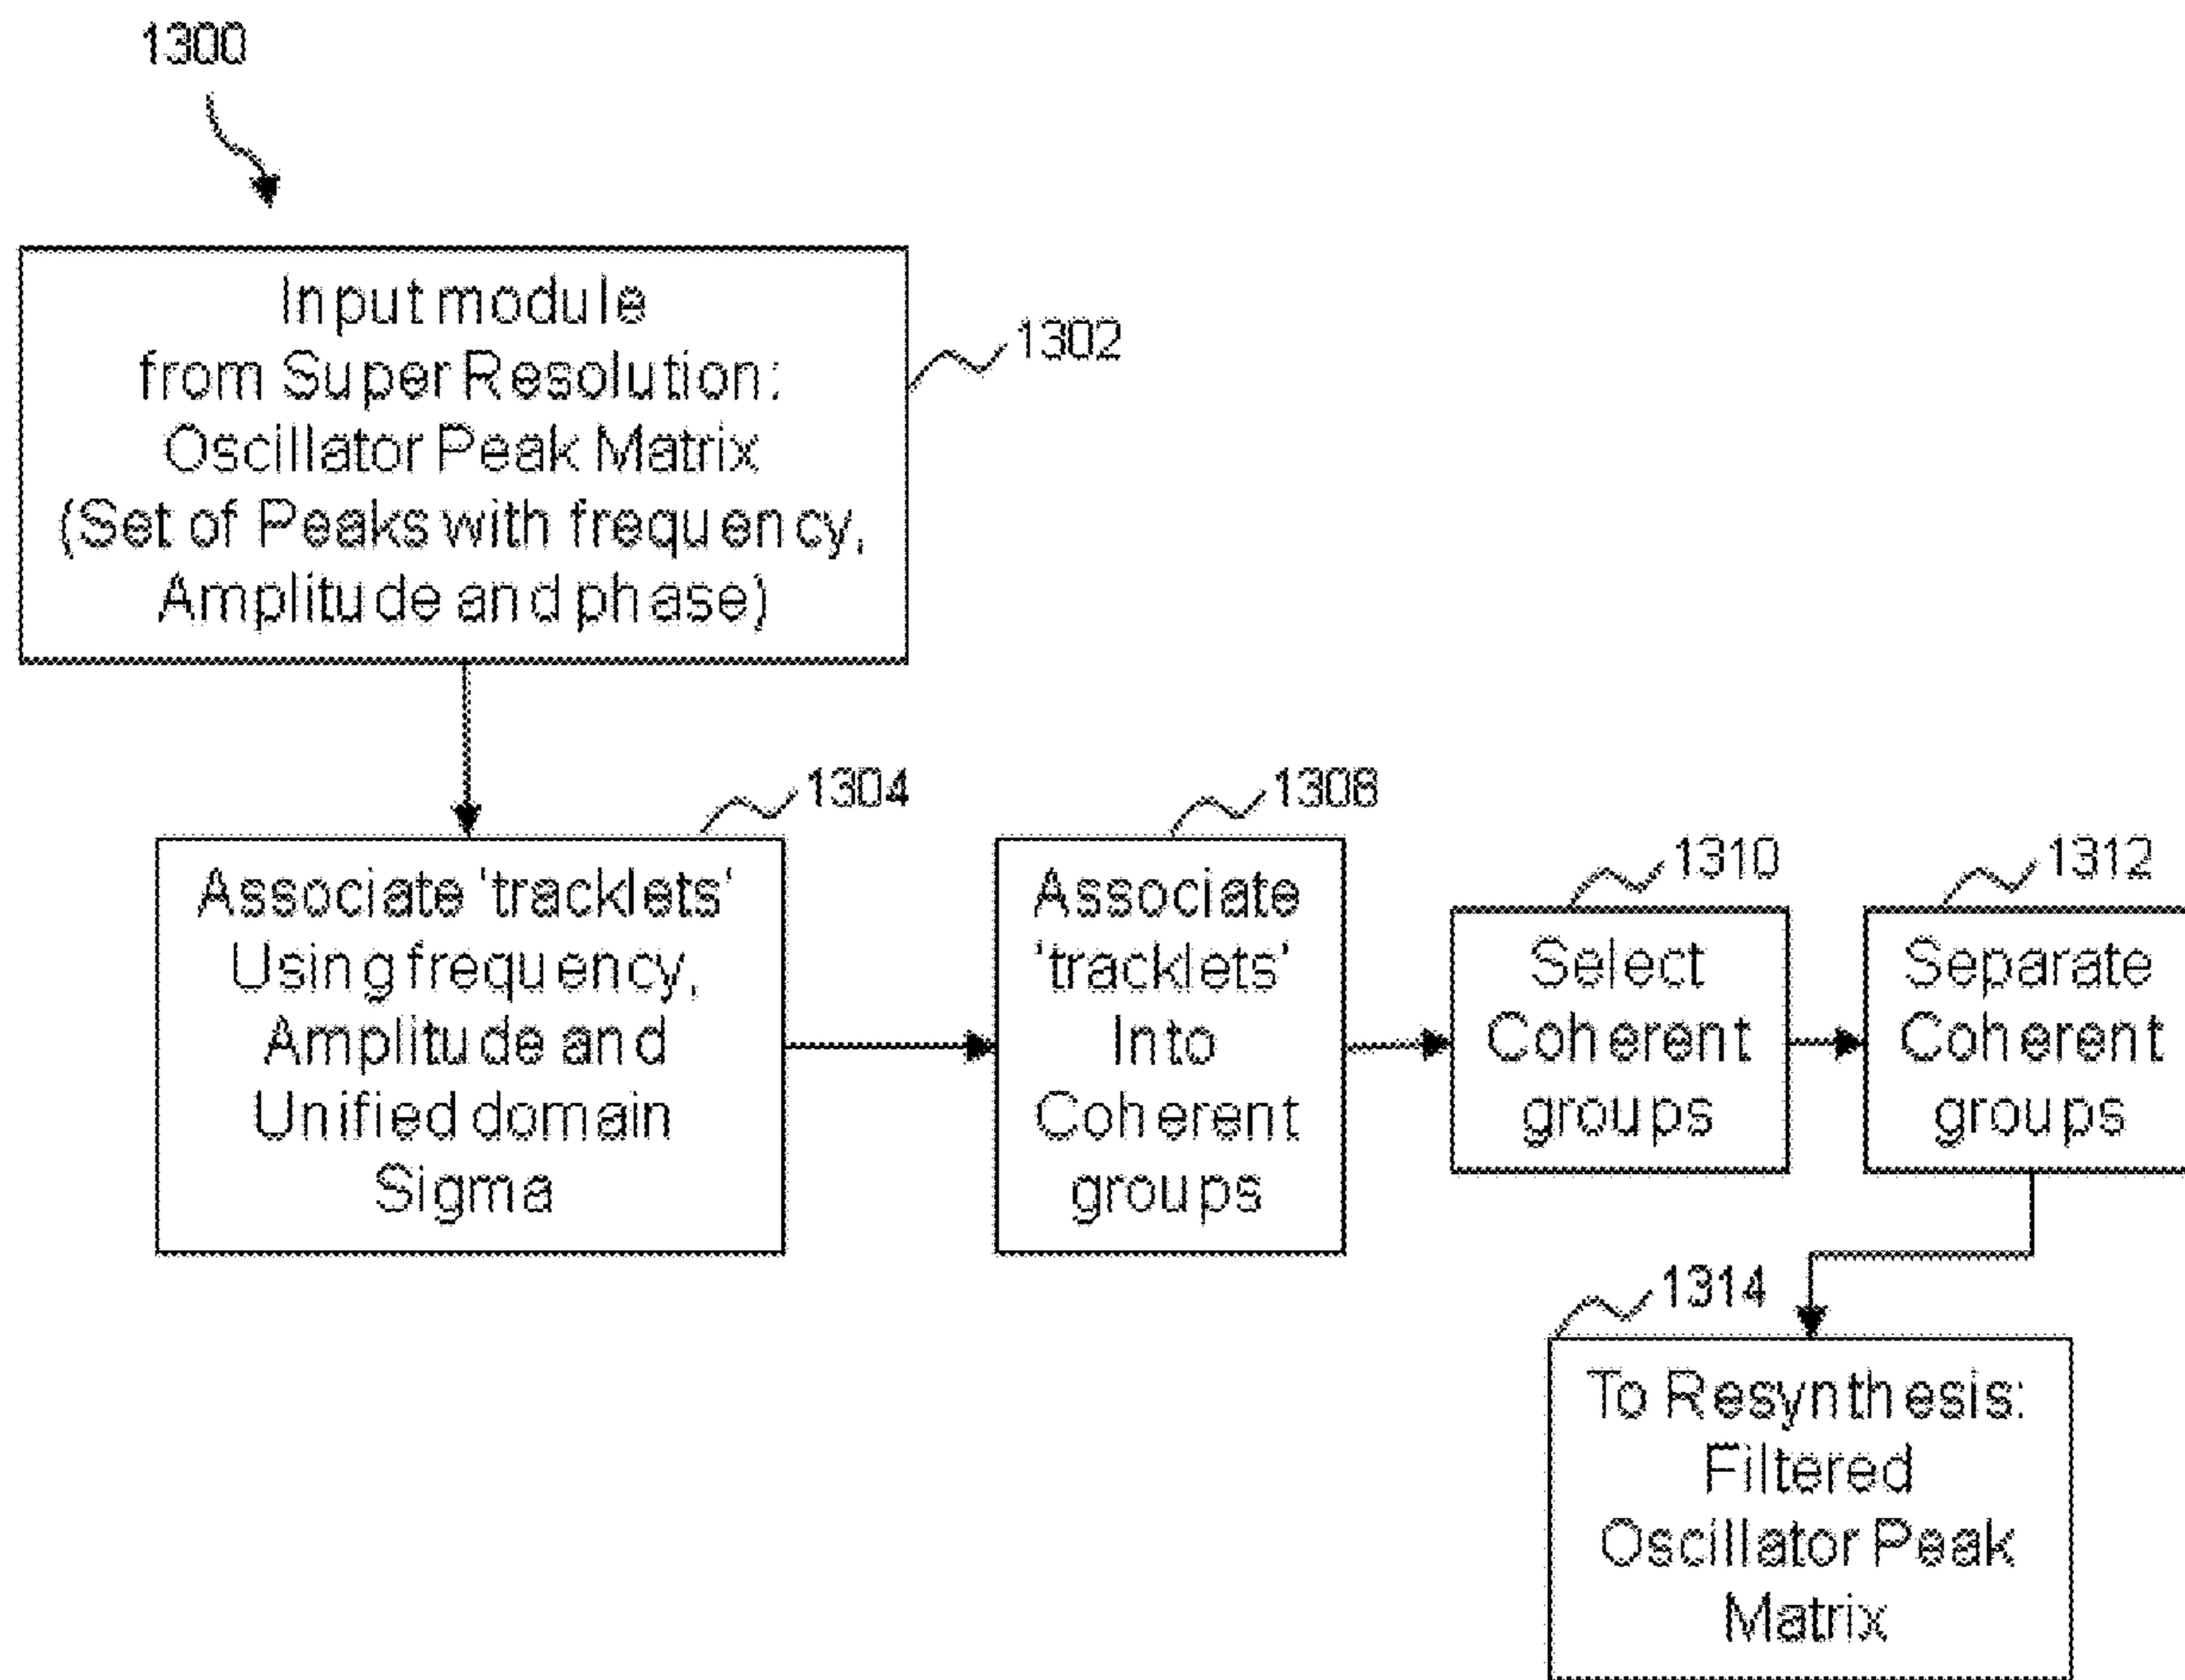 1300
Input module
from Super Resolution:
Oscillator Peak Matrix
(Set of Peaks with frequency,
Amplitude and phase)
1302
1304
Associate 'tracklets'
Using frequency,
Amplitude and
Unified domain
Sigma
1308
Associate
'tracklets'
Into
Coherent
groups
1310
Select
Coherent
groups
1312
Separate
Coherent
groups
1314
To Resynthesis:
Filtered
Oscillator Peak
Matrix